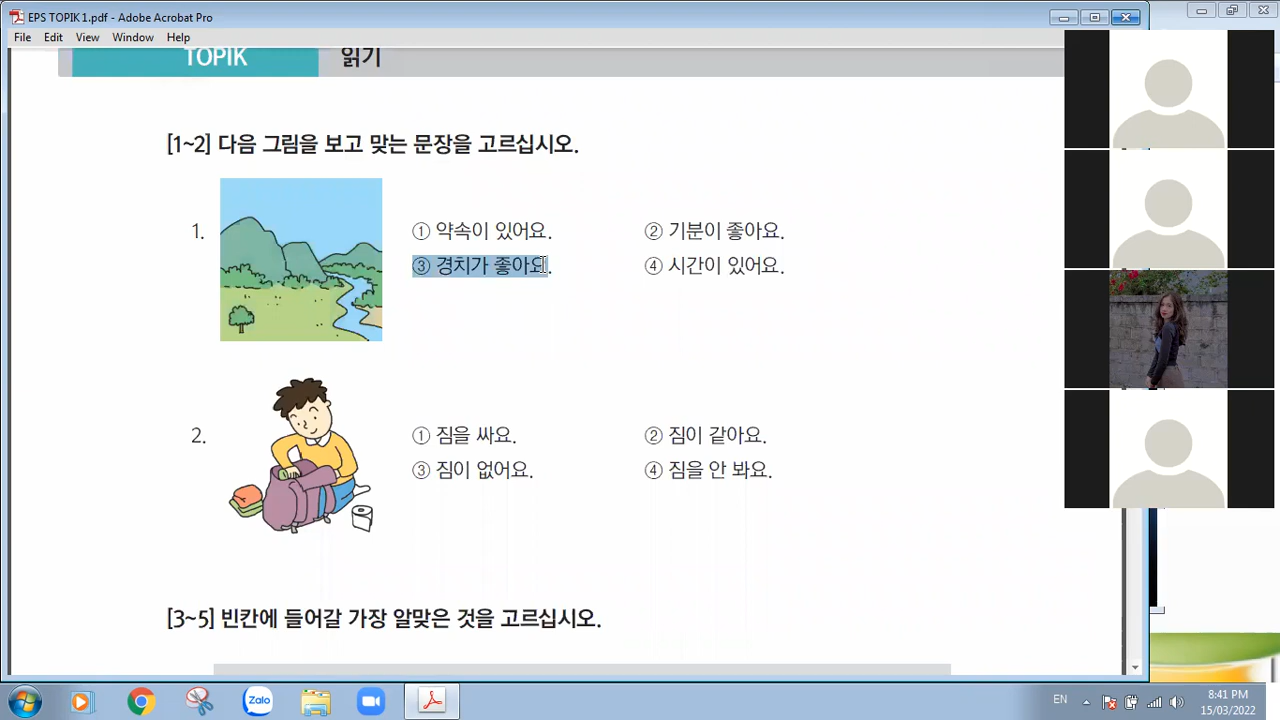 EPS TOPIK 1.pdf - Adobe Acrobat Pro
File Edit View Window Help
TOPIK 읽기
[1~2] 다음 그림을 보고 맞는 문장을 고르십시오.
1.
① 약속이 있어요. ② 기분이 좋아요.
③ 경치가 좋아요. ④ 시간이 있어요.
2.
① 짐을 싸요. ② 짐이 같아요.
③ 짐이 없어요. ④ 짐을 안 봐요.
[3~5] 빈칸에 들어갈 가장 알맞은 것을 고르십시오.
Zalo
EN
8:41 PM
15/03/2022